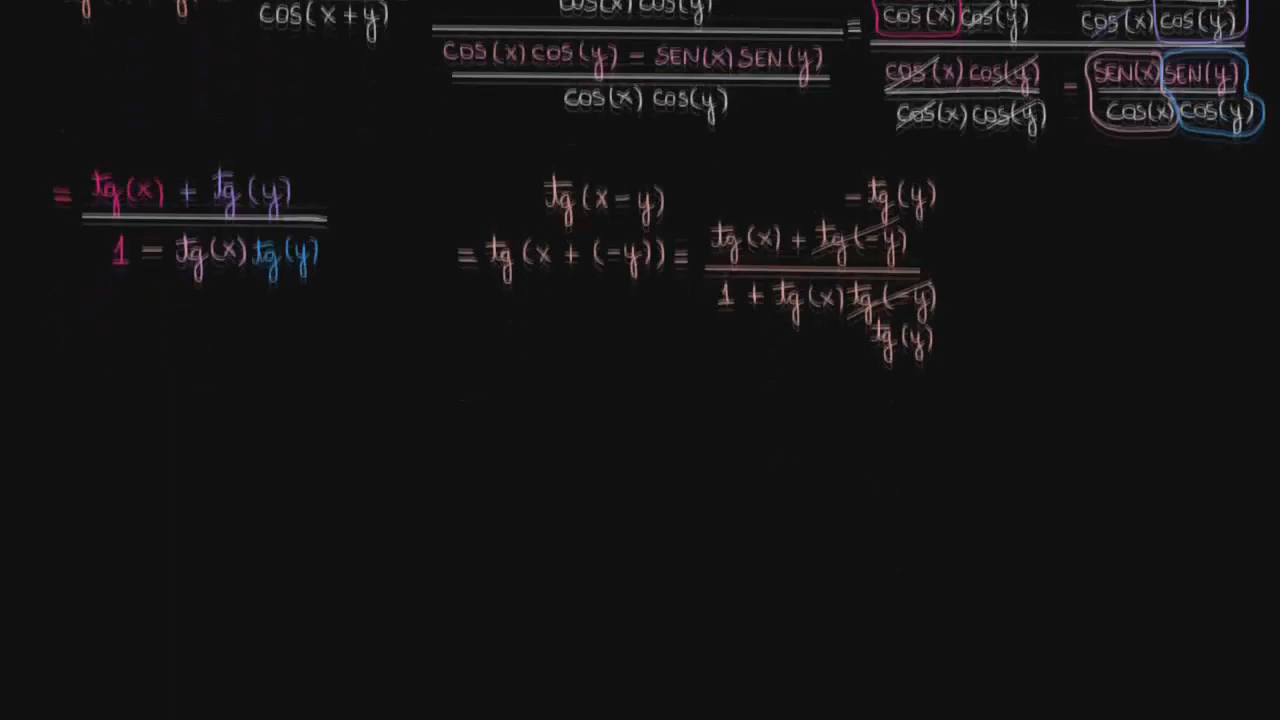 cos(x+y)
cos(x) cos(y)
cos(x) cos(y) - SEN(x) SEN(y)
cos(x) cos(y)
=
cos(x) cos(y) cos(x) cos(y)
cos(x) cos(y) - SEN(x) SEN(y)
cos(x) cos(y) cos(x) cos(y)
= tg(x) + tg(y)
1 = tg(x) tg(y)
tg(x-y)
= tg(x + (-y)) =
= tg(y)
tg(x) + tg(-y)
1 + tg(x) tg(-y)
tg(y)